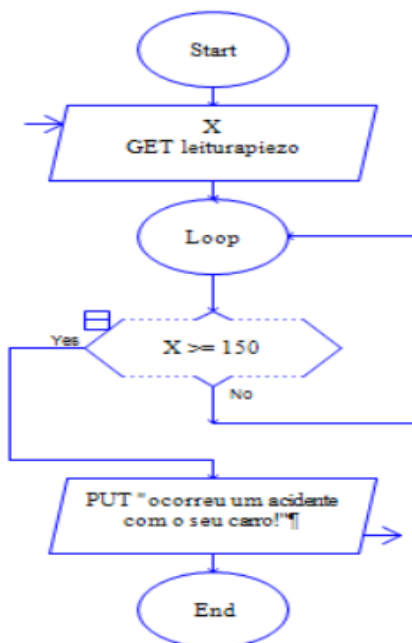 Start
X
GET leiturapiezo
Loop
X >= 150
Yes
No
PUT "ocorreu um acidente
com o seu carro!"¶
End